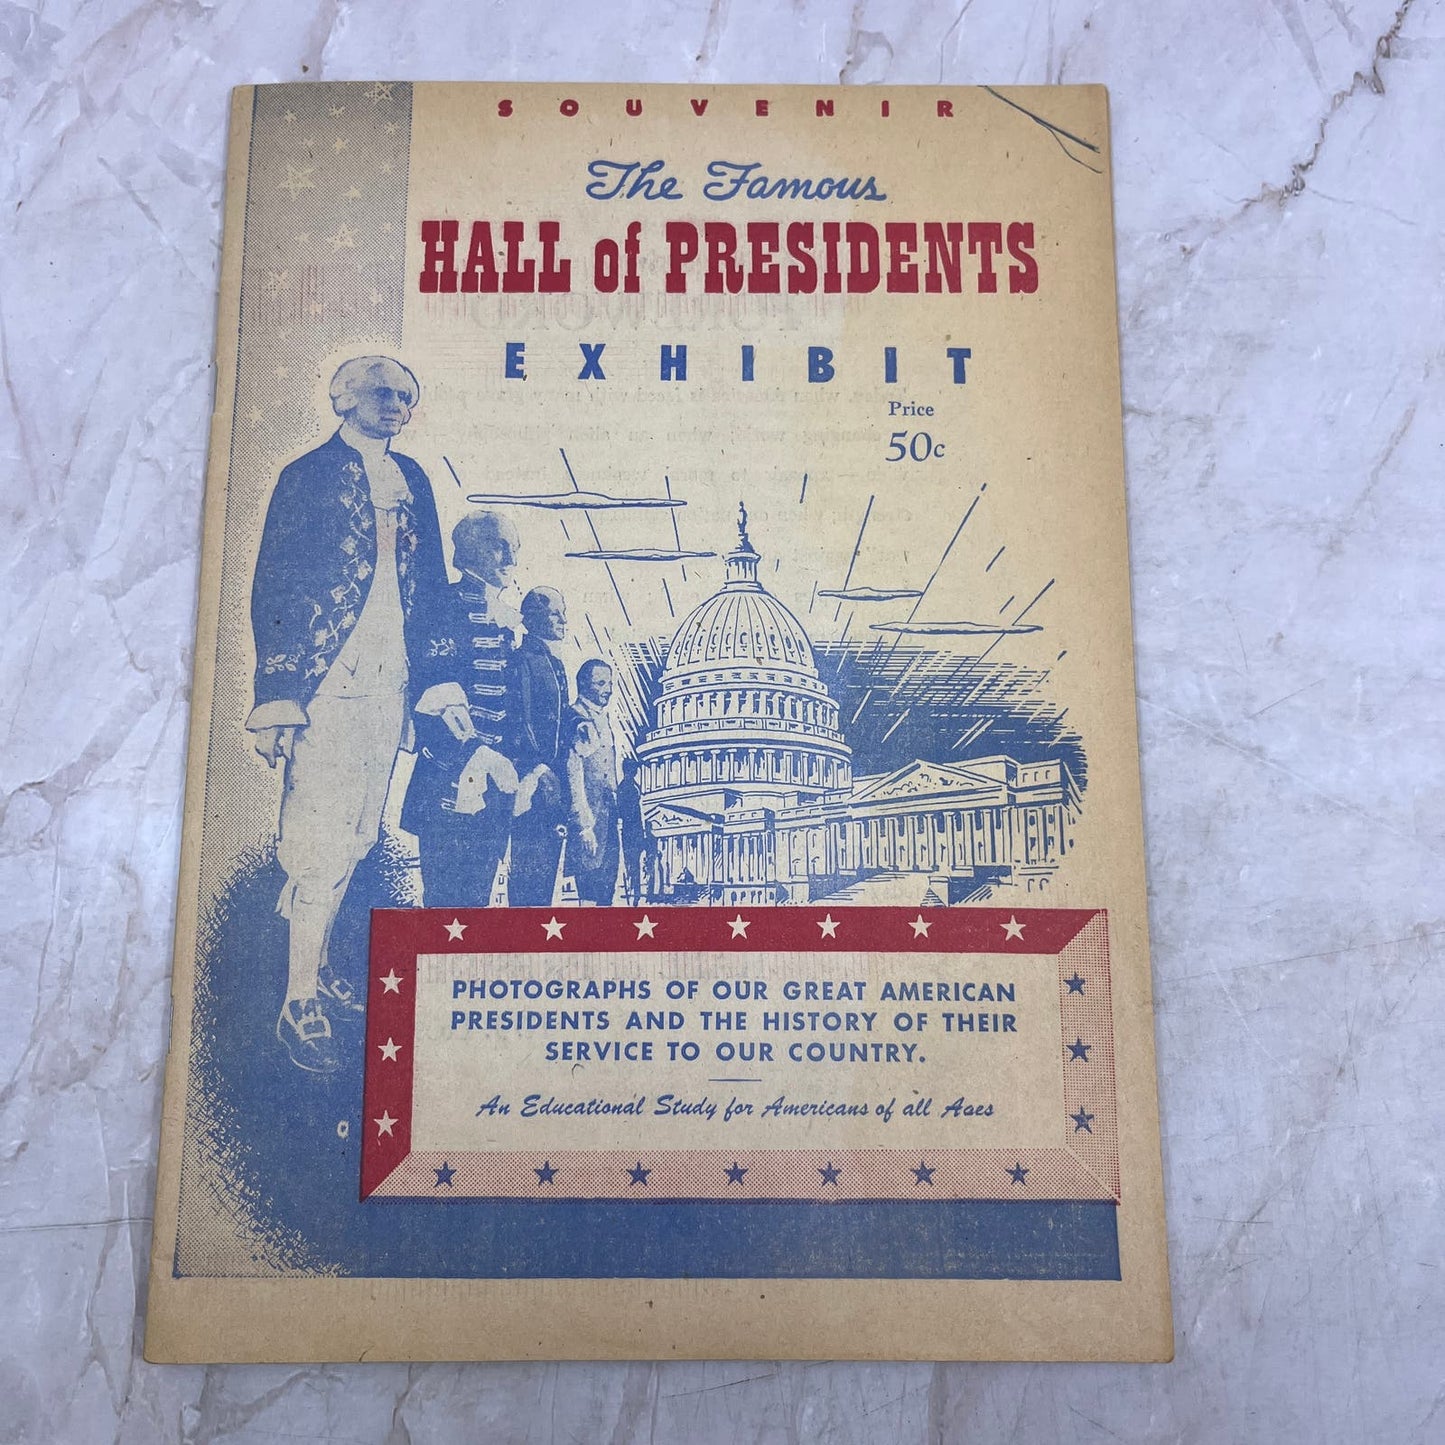 SOUVENIR
The Famous
HALL of PRESIDENTS
EXHIBIT
Price
50c
PHOTOGRAPHS OF OUR GREAT AMERICAN
PRESIDENTS AND THE HISTORY OF THEIR
SERVICE TO OUR COUNTRY.
An Educational Study for Americans of all Ages